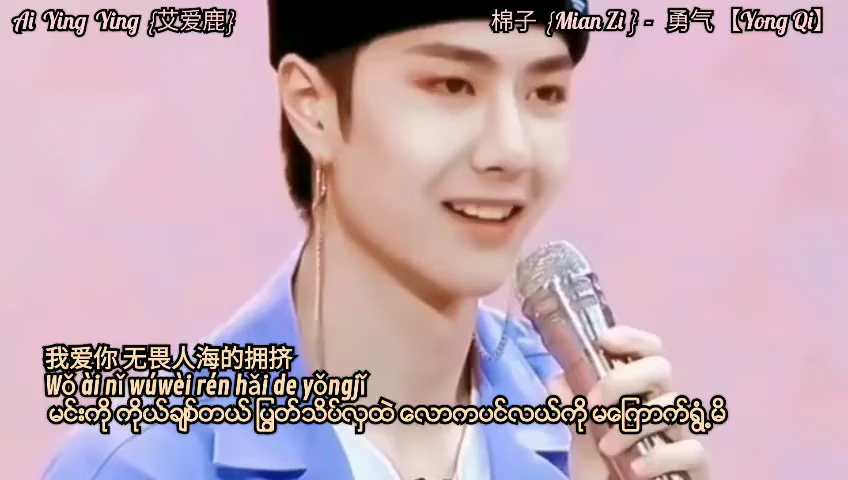 Ai Ying Ying {艾爱鹿}
棉子 {Mian Zi} - 勇气 【Yong Qi】
我爱你 无畏人海的拥挤
Wǒ ài nǐ wúwèi rén hǎi de yǒngjǐ
မင်းကို ကိုယ်ချစ်တယ် ပြွတ်သိပ်လှထဲ လောကပင်လယ်ကို မကြောက်ရွံ့မိ